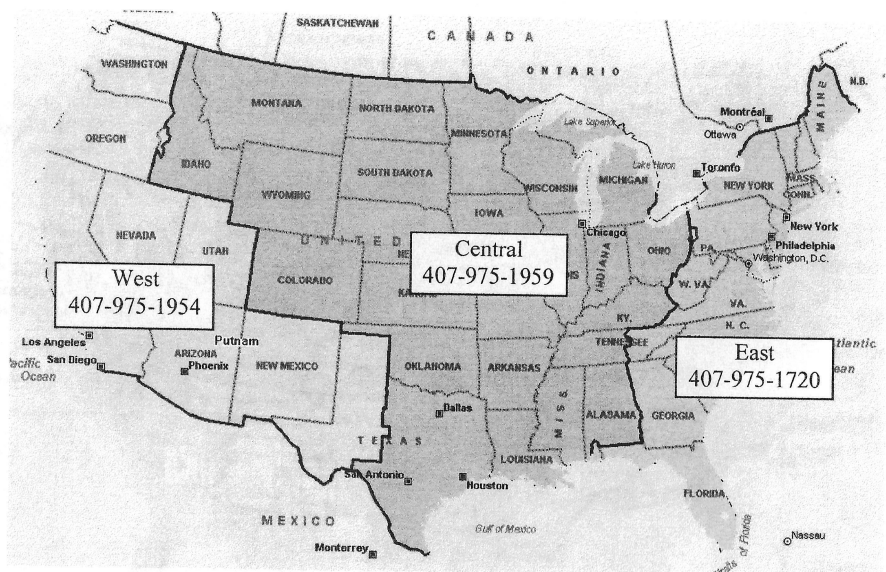 SASKATCHEWAN
CANADA
ONTARIO
WASHINGTON
MONTANA
NORTH DAKOTA
MINNESOTA
Lake Superior
Montréal
Ottawa
MAINE
N.B.
OREGON
IDAHO
SOUTH DAKOTA
WISCONSIN
MICHIGAN
Lake Huron
Toronto
NEW YORK
MASS.
CONN.
WYOMING
IOWA
Chicago
New York
Philadelphia
Washington, D.C.
NEVADA
UTAH
UNITED
NE
COLORADO
KANSAS
INDIANA
OHIO
PA.
W. VA.
VA.
KY.
N. C.
West
407-975-1954
Central
407-975-1959
East
407-975-1720
Los Angeles
San Diego
Pacific
Ocean
ARIZONA
Putnam
Phoenix
NEW MEXICO
OKLAHOMA
ARKANSAS
TENNESSEE
MISS.
ALABAMA
GEORGIA
Dallas
TEXAS
LOUISIANA
San Antonio
Houston
FLORIDA
MEXICO
Monterrey
Gulf of Mexico
Nassau
of Florida